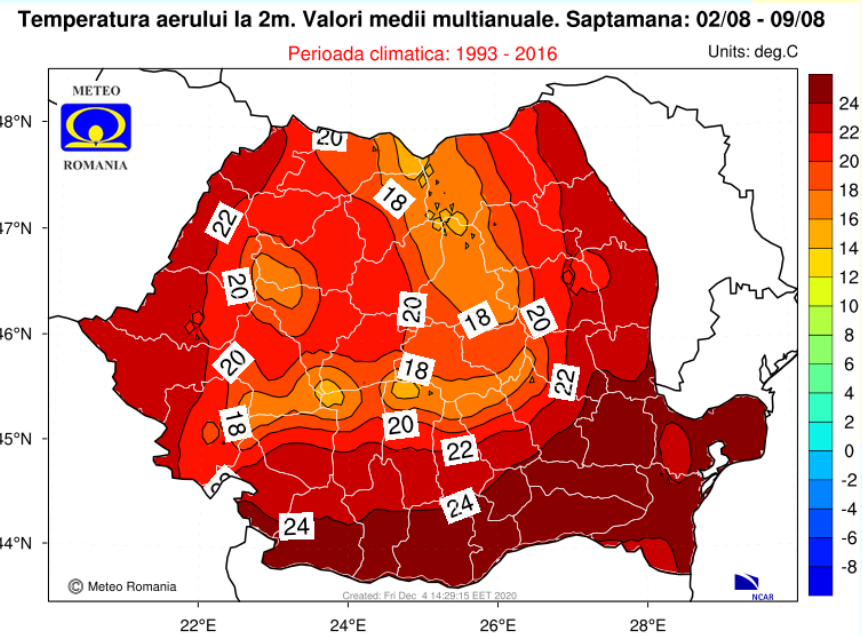 Temperatura aerului la 2m. Valori medii multianuale. Saptamana: 02/08 - 09/08
Perioada climatica: 1993 - 2016
Units: deg.C
METEO
ROMANIA
48°N
47°N
46°N
45°N
44°N
20
18
22
20
20
18
20
20
18
22
18
20
22
24
24
24
22
20
18
16
14
12
10
8
6
4
2
0
-2
-4
-6
-8
© Meteo Romania
Created: Fri Dec 4 14:29:15 EET 2020
NCAR
22°E
24°E
26°E
28°E